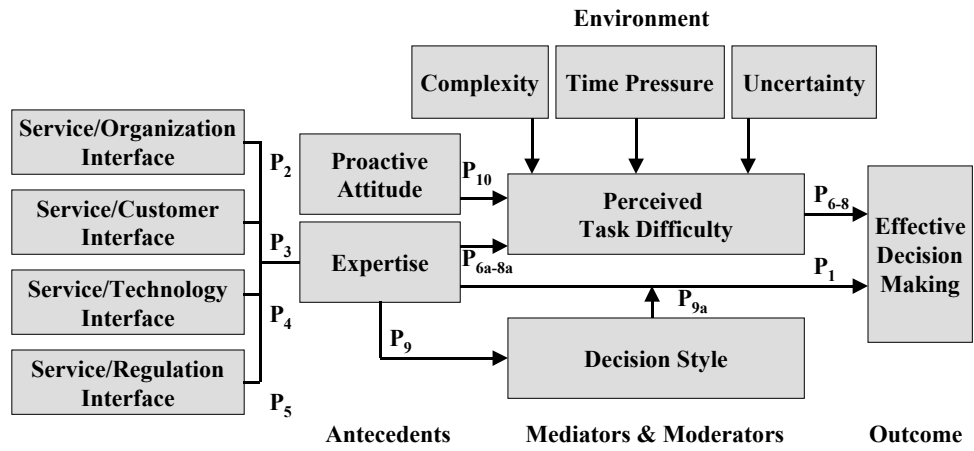 Environment
Complexity
Time Pressure
Uncertainty
Service/Organization
Interface
P2
Service/Customer
Interface
P3
Service/Technology
Interface
P4
Service/Regulation
Interface
P5
Proactive
Attitude
P10
Expertise
P6a-8a
P9
Perceived
Task Difficulty
P6-8
P1
P9a
Decision Style
Effective
Decision
Making
Antecedents
Mediators & Moderators
Outcome